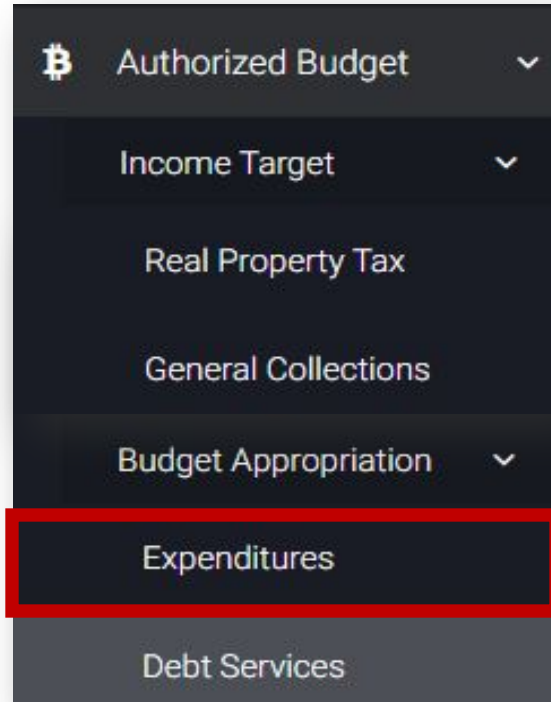 Authorized Budget
Income Target
Real Property Tax
General Collections
Budget Appropriation
Expenditures
Debt Services